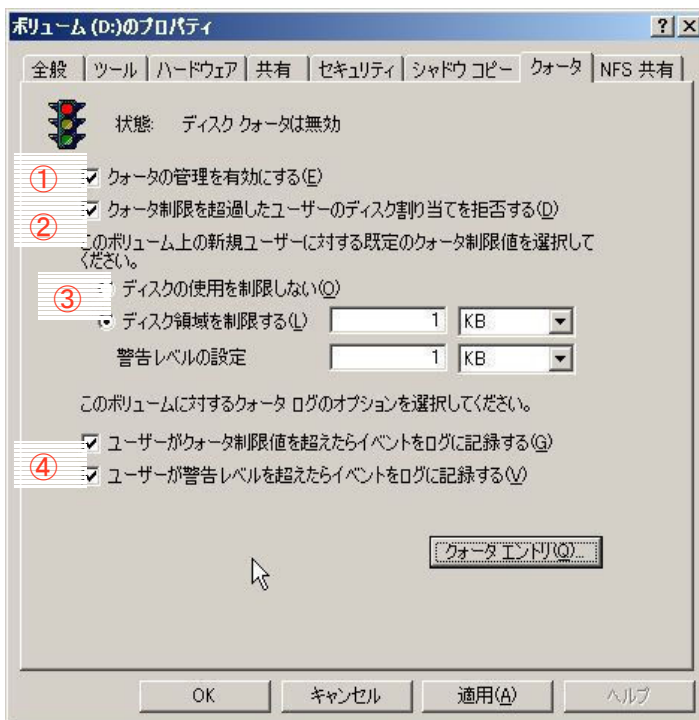 ボリューム (D:)のプロパティ
全般 ツール ハードウェア 共有 セキュリティ シャドウ コピー クォータ NFS 共有
状態: ディスク クォータは無効
① クォータの管理を有効にする(E)
② クォータ制限を超過したユーザーのディスク割り当てを拒否する(D)
このボリューム上の新規ユーザーに対する既定のクォータ制限値を選択して
ください。
③ ディスクの使用を制限しない(O)
ディスク領域を制限する(L) 1 KB
警告レベルの設定 1 KB
このボリュームに対するクォータ ログのオプションを選択してください。
④ ユーザーがクォータ制限値を超えたらイベントをログに記録する(G)
ユーザーが警告レベルを超えたらイベントをログに記録する(V)
クォータ エントリ(Q)...
OK キャンセル 適用(A) ヘルプ